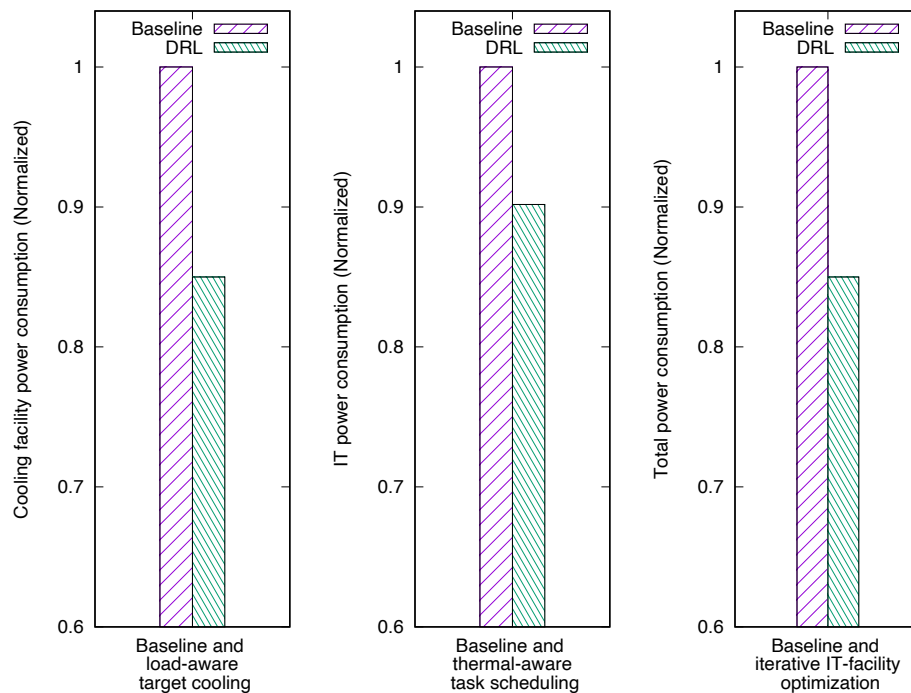 Cooling facility power consumption (Normalized)
Baseline
DRL
1
0.9
0.8
0.7
0.6
Baseline and
load-aware
target cooling
IT power consumption (Normalized)
Baseline
DRL
1
0.9
0.8
0.7
0.6
Baseline and
thermal-aware
task scheduling
Total power consumption (Normalized)
Baseline
DRL
1
0.9
0.8
0.7
0.6
Baseline and
iterative IT-facility
optimization